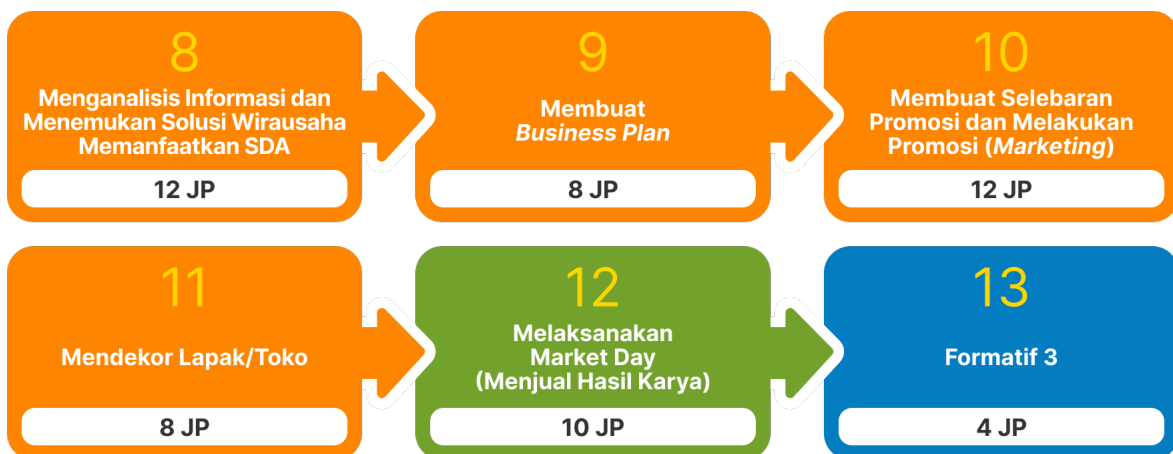 8
Menganalisis Informasi dan
Menemukan Solusi Wirausaha
Memanfaatkan SDA
12 JP
9
Membuat
Business Plan
8 JP
10
Membuat Selebaran
Promosi dan Melakukan
Promosi (Marketing)
12 JP
11
Mendekor Lapak/Toko
8 JP
12
Melaksanakan
Market Day
(Menjual Hasil Karya)
10 JP
13
Formatif 3
4 JP